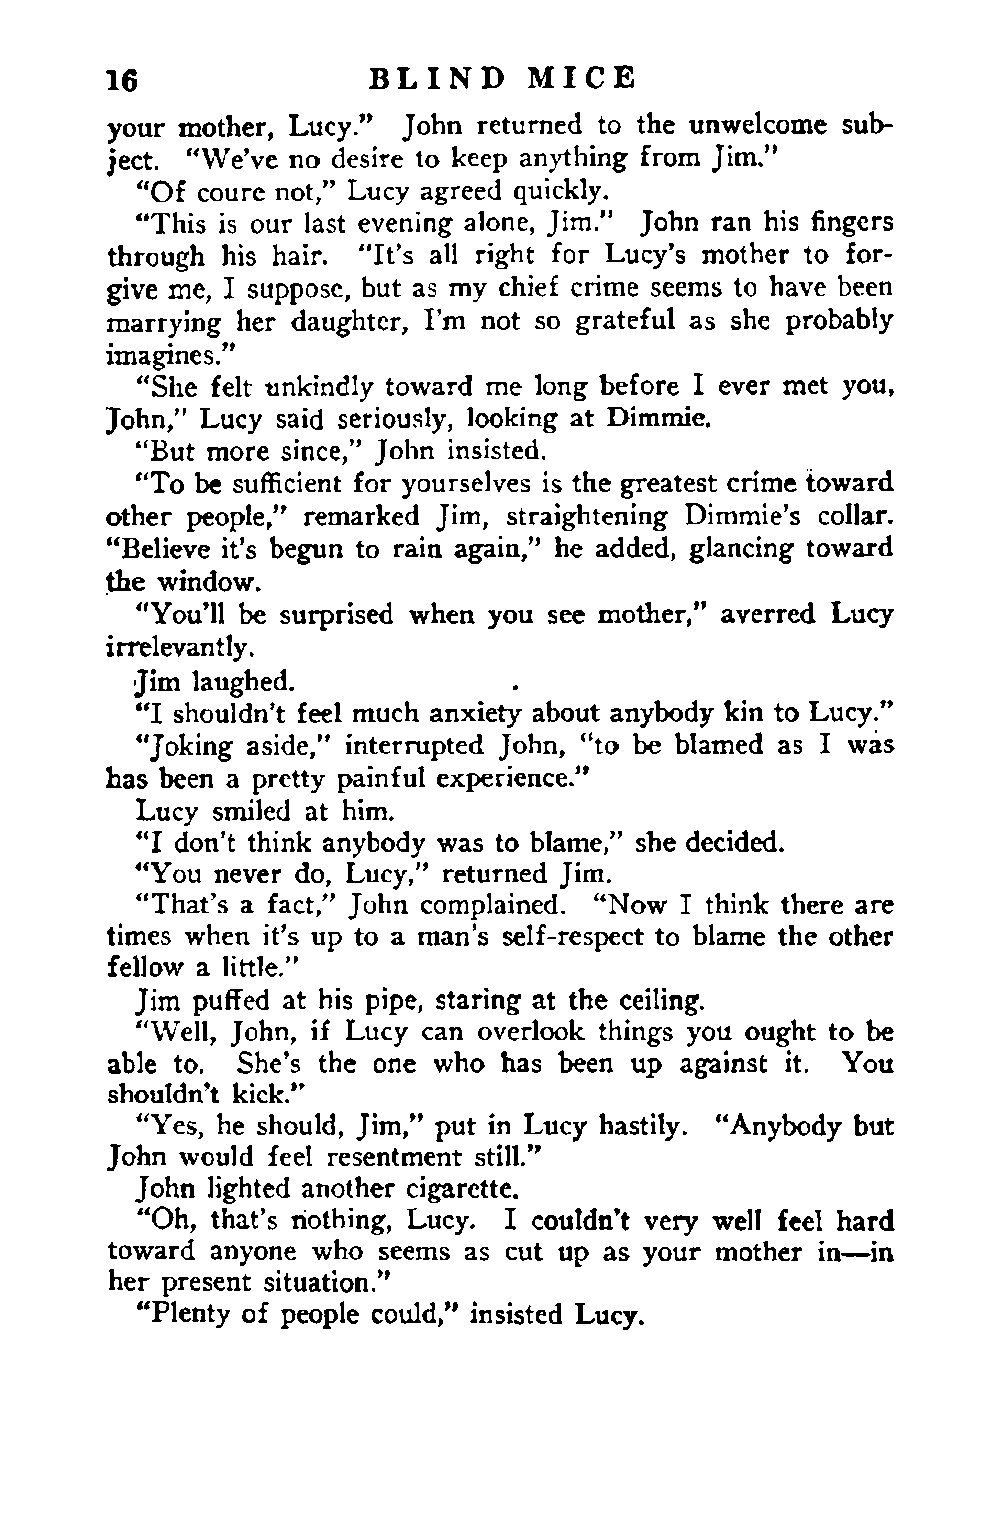 16 BLIND MICE
your mother, Lucy.” John returned to the unwelcome sub-
ject. “We’ve no desire to keep anything from Jim.”
“Of coure not,” Lucy agreed quickly.
“This is our last evening alone, Jim.” John ran his fingers
through his hair. “It’s all right for Lucy’s mother to for-
give me, I suppose, but as my chief crime seems to have been
marrying her daughter, I’m not so grateful as she probably
imagines.”
“She felt unkindly toward me long before I ever met you,
John,” Lucy said seriously, looking at Dimmie.
“But more since,” John insisted.
“To be sufficient for yourselves is the greatest crime toward
other people,” remarked Jim, straightening Dimmie’s collar.
“Believe it’s begun to rain again,” he added, glancing toward
the window.
“You’ll be surprised when you see mother,” averred Lucy
irrelevantly.
Jim laughed.
“I shouldn’t feel much anxiety about anybody kin to Lucy.”
“Joking aside,” interrupted John, “to be blamed as I was
has been a pretty painful experience.”
Lucy smiled at him.
“I don’t think anybody was to blame,” she decided.
“You never do, Lucy,” returned Jim.
“That’s a fact,” John complained. “Now I think there are
times when it’s up to a man’s self-respect to blame the other
fellow a little.”
Jim puffed at his pipe, staring at the ceiling.
“Well, John, if Lucy can overlook things you ought to be
able to. She’s the one who has been up against it. You
shouldn’t kick.”
“Yes, he should, Jim,” put in Lucy hastily. “Anybody but
John would feel resentment still.”
John lighted another cigarette.
“Oh, that’s nothing, Lucy. I couldn’t very well feel hard
toward anyone who seems as cut up as your mother in—in
her present situation.”
“Plenty of people could,” insisted Lucy.